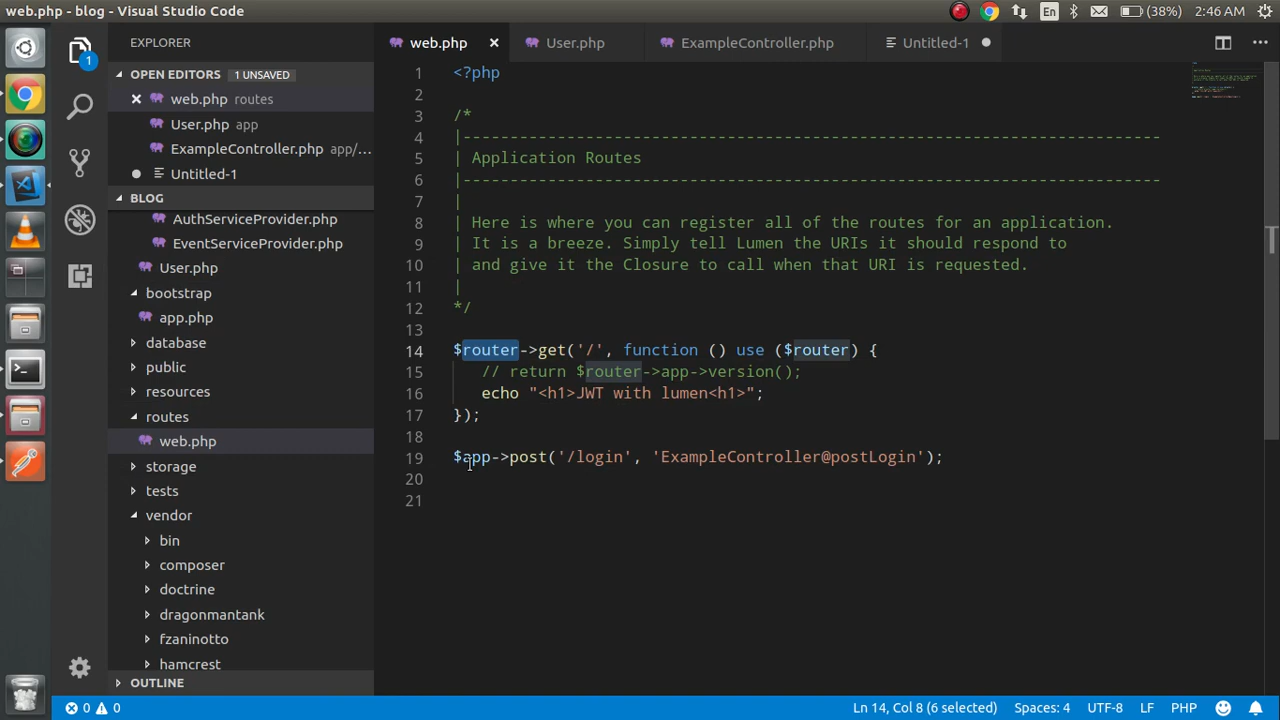 web.php - blog - Visual Studio Code
En
(38%)
2:46 AM
EXPLORER
1
OPEN EDITORS 1 UNSAVED
web.php routes
User.php app
ExampleController.php app/...
Untitled-1
BLOG
AuthServiceProvider.php
EventServiceProvider.php
User.php
bootstrap
app.php
database
public
resources
routes
web.php
storage
tests
vendor
bin
composer
doctrine
dragonmantank
fzaninotto
hamcrest
OUTLINE
web.php
User.php
ExampleController.php
Untitled-1
1 <?php
2
3 /*
4 |--------------------------------------------------------------------------
5 | Application Routes
6 |--------------------------------------------------------------------------
7 |
8 | Here is where you can register all of the routes for an application.
9 | It is a breeze. Simply tell Lumen the URIs it should respond to
10 | and give it the Closure to call when that URI is requested.
11 |
12 */
13
14 $router->get('/', function () use ($router) {
15 // return $router->app->version();
16 echo "<h1>JWT with lumen<h1>";
17 });
18
19 $app->post('/login', 'ExampleController@postLogin');
20
21
0 0
Ln 14, Col 8 (6 selected)
Spaces: 4
UTF-8
LF
PHP